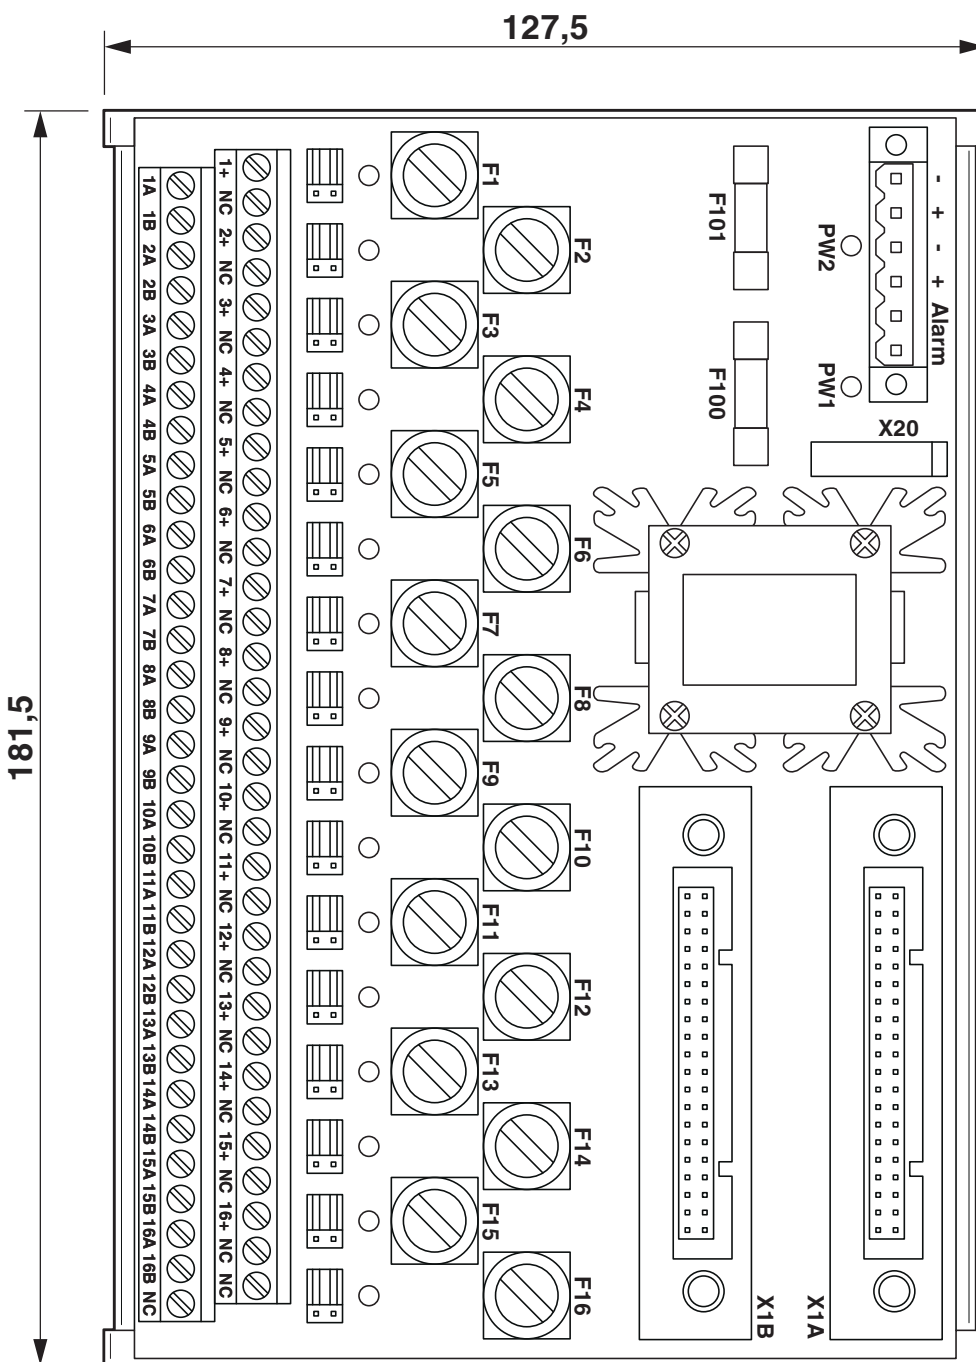 127,5
181,5
1A
1B
2A
2B
3A
3B
4A
4B
5A
5B
6A
6B
7A
7B
8A
8B
9A
9B
10A
10B
11A
11B
12A
12B
13A
13B
14A
14B
15A
15B
16A
16B
NC
1+
NC
2+
NC
3+
NC
4+
NC
5+
NC
6+
NC
7+
NC
8+
NC
9+
NC
10+
NC
11+
NC
12+
NC
13+
NC
14+
NC
15+
NC
16+
NC
NC
F1
F2
F3
F4
F5
F6
F7
F8
F9
F10
F11
F12
F13
F14
F15
F16
F101
F100
PW2
PW1
-
+
-
+
Alarm
X20
X1B
X1A